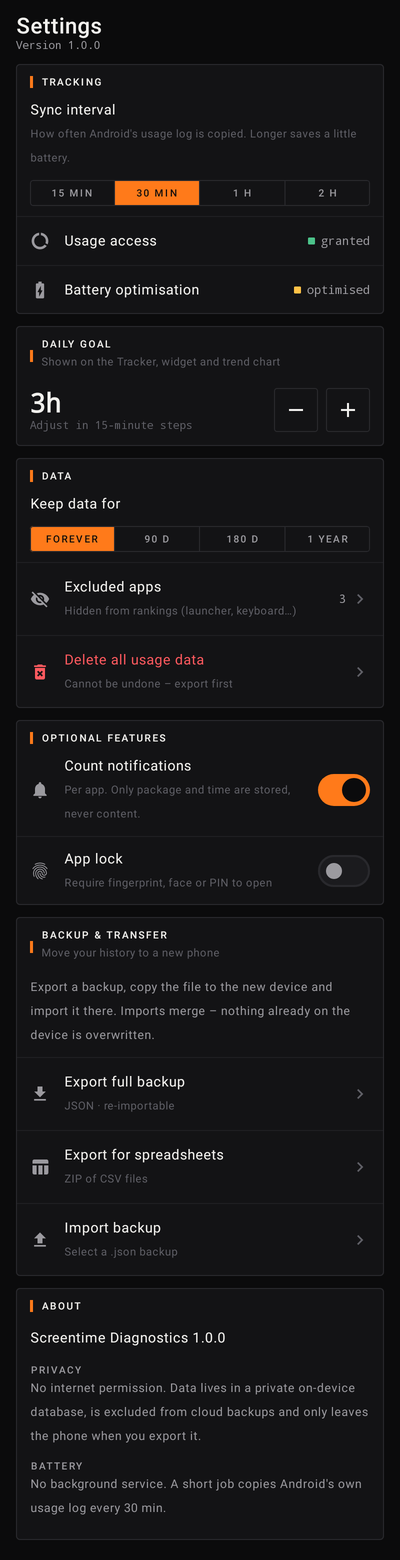 Settings
Version 1.0.0
TRACKING
Sync interval
How often Android's usage log is copied. Longer saves a little
battery.
15 MIN 30 MIN 1 H 2 H
Usage access granted
Battery optimisation optimised
DAILY GOAL
Shown on the Tracker, widget and trend chart
3h
Adjust in 15-minute steps
− +
DATA
Keep data for
FOREVER 90 D 180 D 1 YEAR
Excluded apps
Hidden from rankings (launcher, keyboard…) 3
Delete all usage data
Cannot be undone – export first
OPTIONAL FEATURES
Count notifications
Per app. Only package and time are stored,
never content.
App lock
Require fingerprint, face or PIN to open
BACKUP & TRANSFER
Move your history to a new phone
Export a backup, copy the file to the new device and
import it there. Imports merge – nothing already on the
device is overwritten.
Export full backup
JSON · re-importable
Export for spreadsheets
ZIP of CSV files
Import backup
Select a .json backup
ABOUT
Screentime Diagnostics 1.0.0
PRIVACY
No internet permission. Data lives in a private on-device
database, is excluded from cloud backups and only leaves
the phone when you export it.
BATTERY
No background service. A short job copies Android's own
usage log every 30 min.